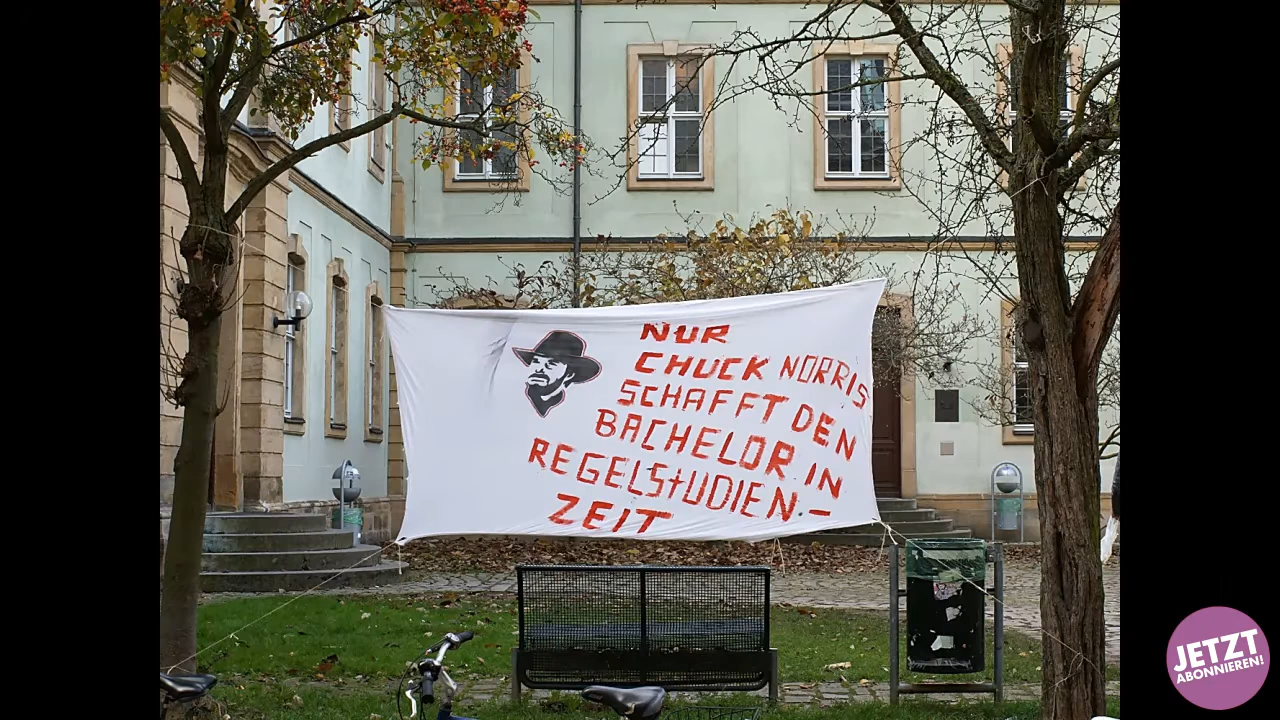 NUR
CHUCK NORRIS
SCHAFFT DEN
BACHELOR IN
REGELStUDIEN-
ZEIT
JETZT
ABONNIEREN!